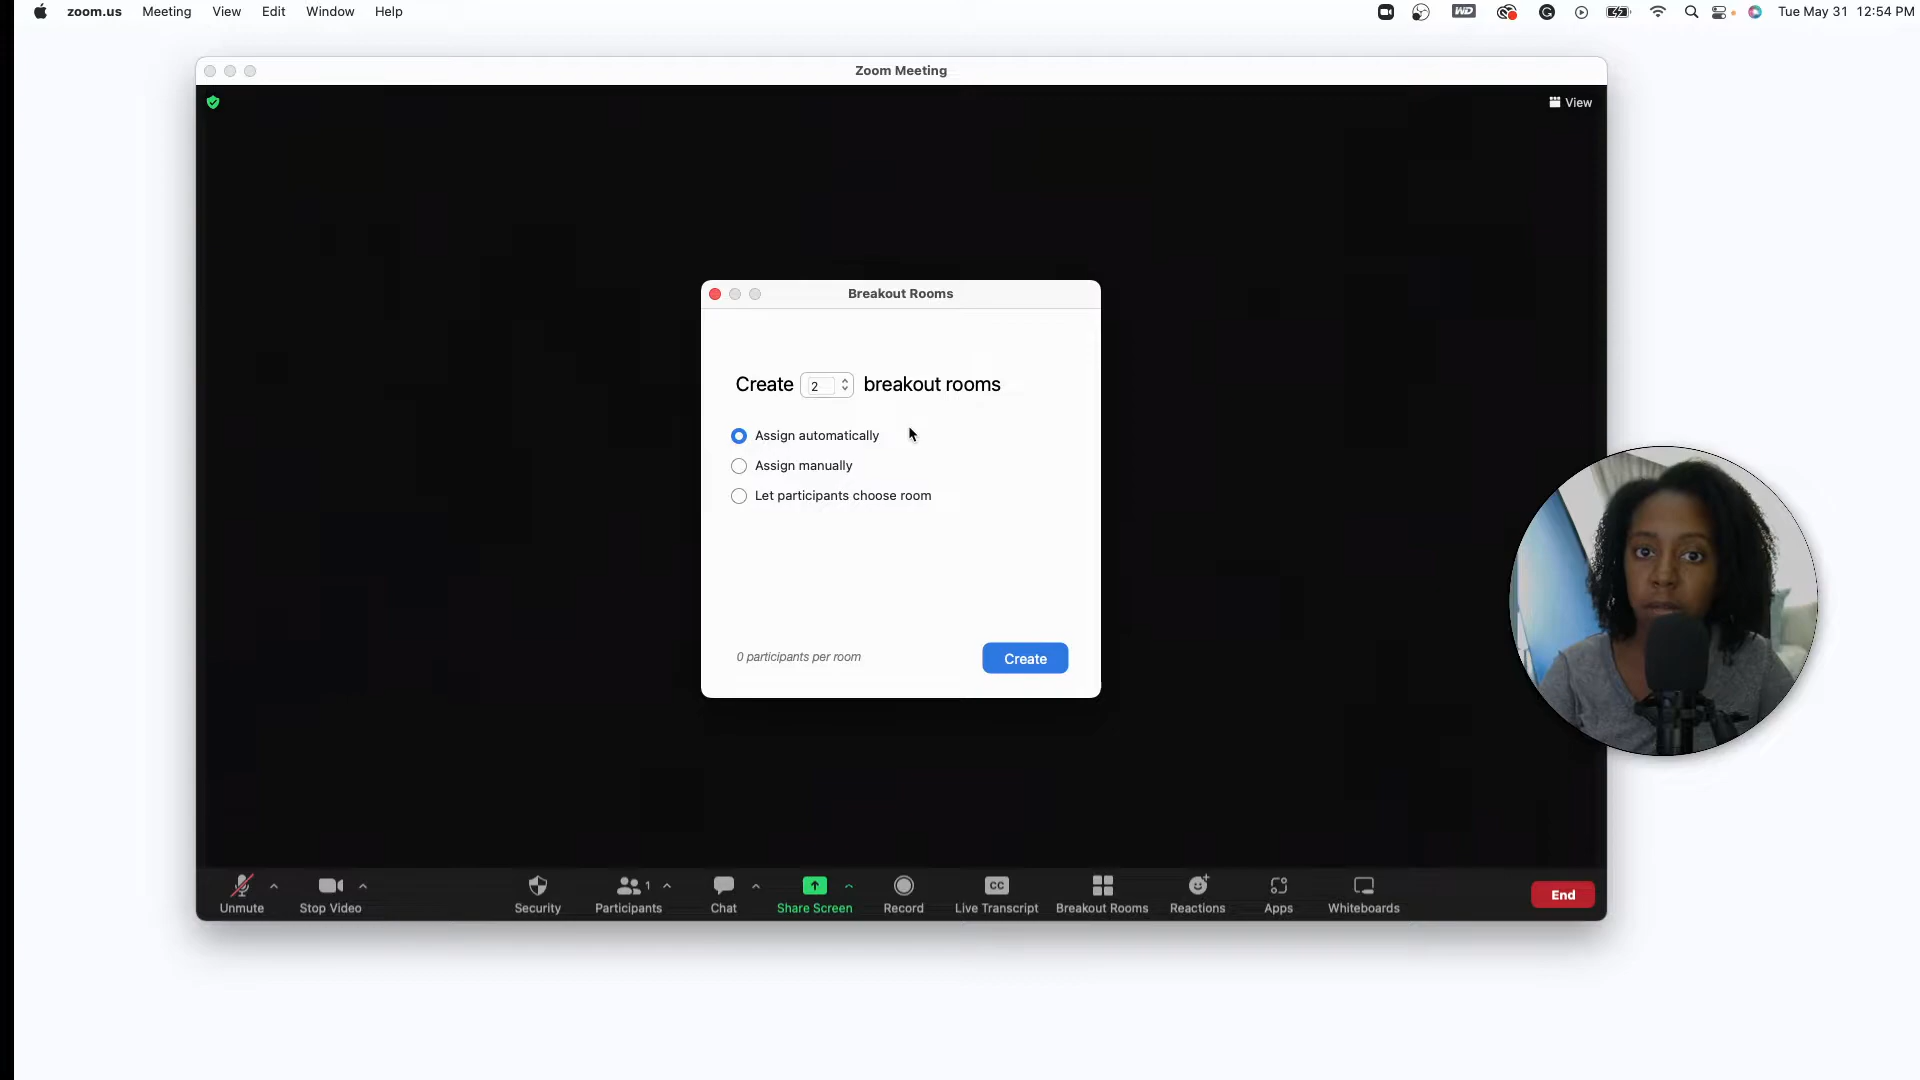 zoom.us Meeting View Edit Window Help
WD
Tue May 31 12:54 PM
Zoom Meeting
View
Breakout Rooms
Create 2 breakout rooms
Assign automatically
Assign manually
Let participants choose room
0 participants per room
Create
1
CC
Unmute Stop Video Security Participants Chat Share Screen Record Live Transcript Breakout Rooms Reactions Apps Whiteboards
End